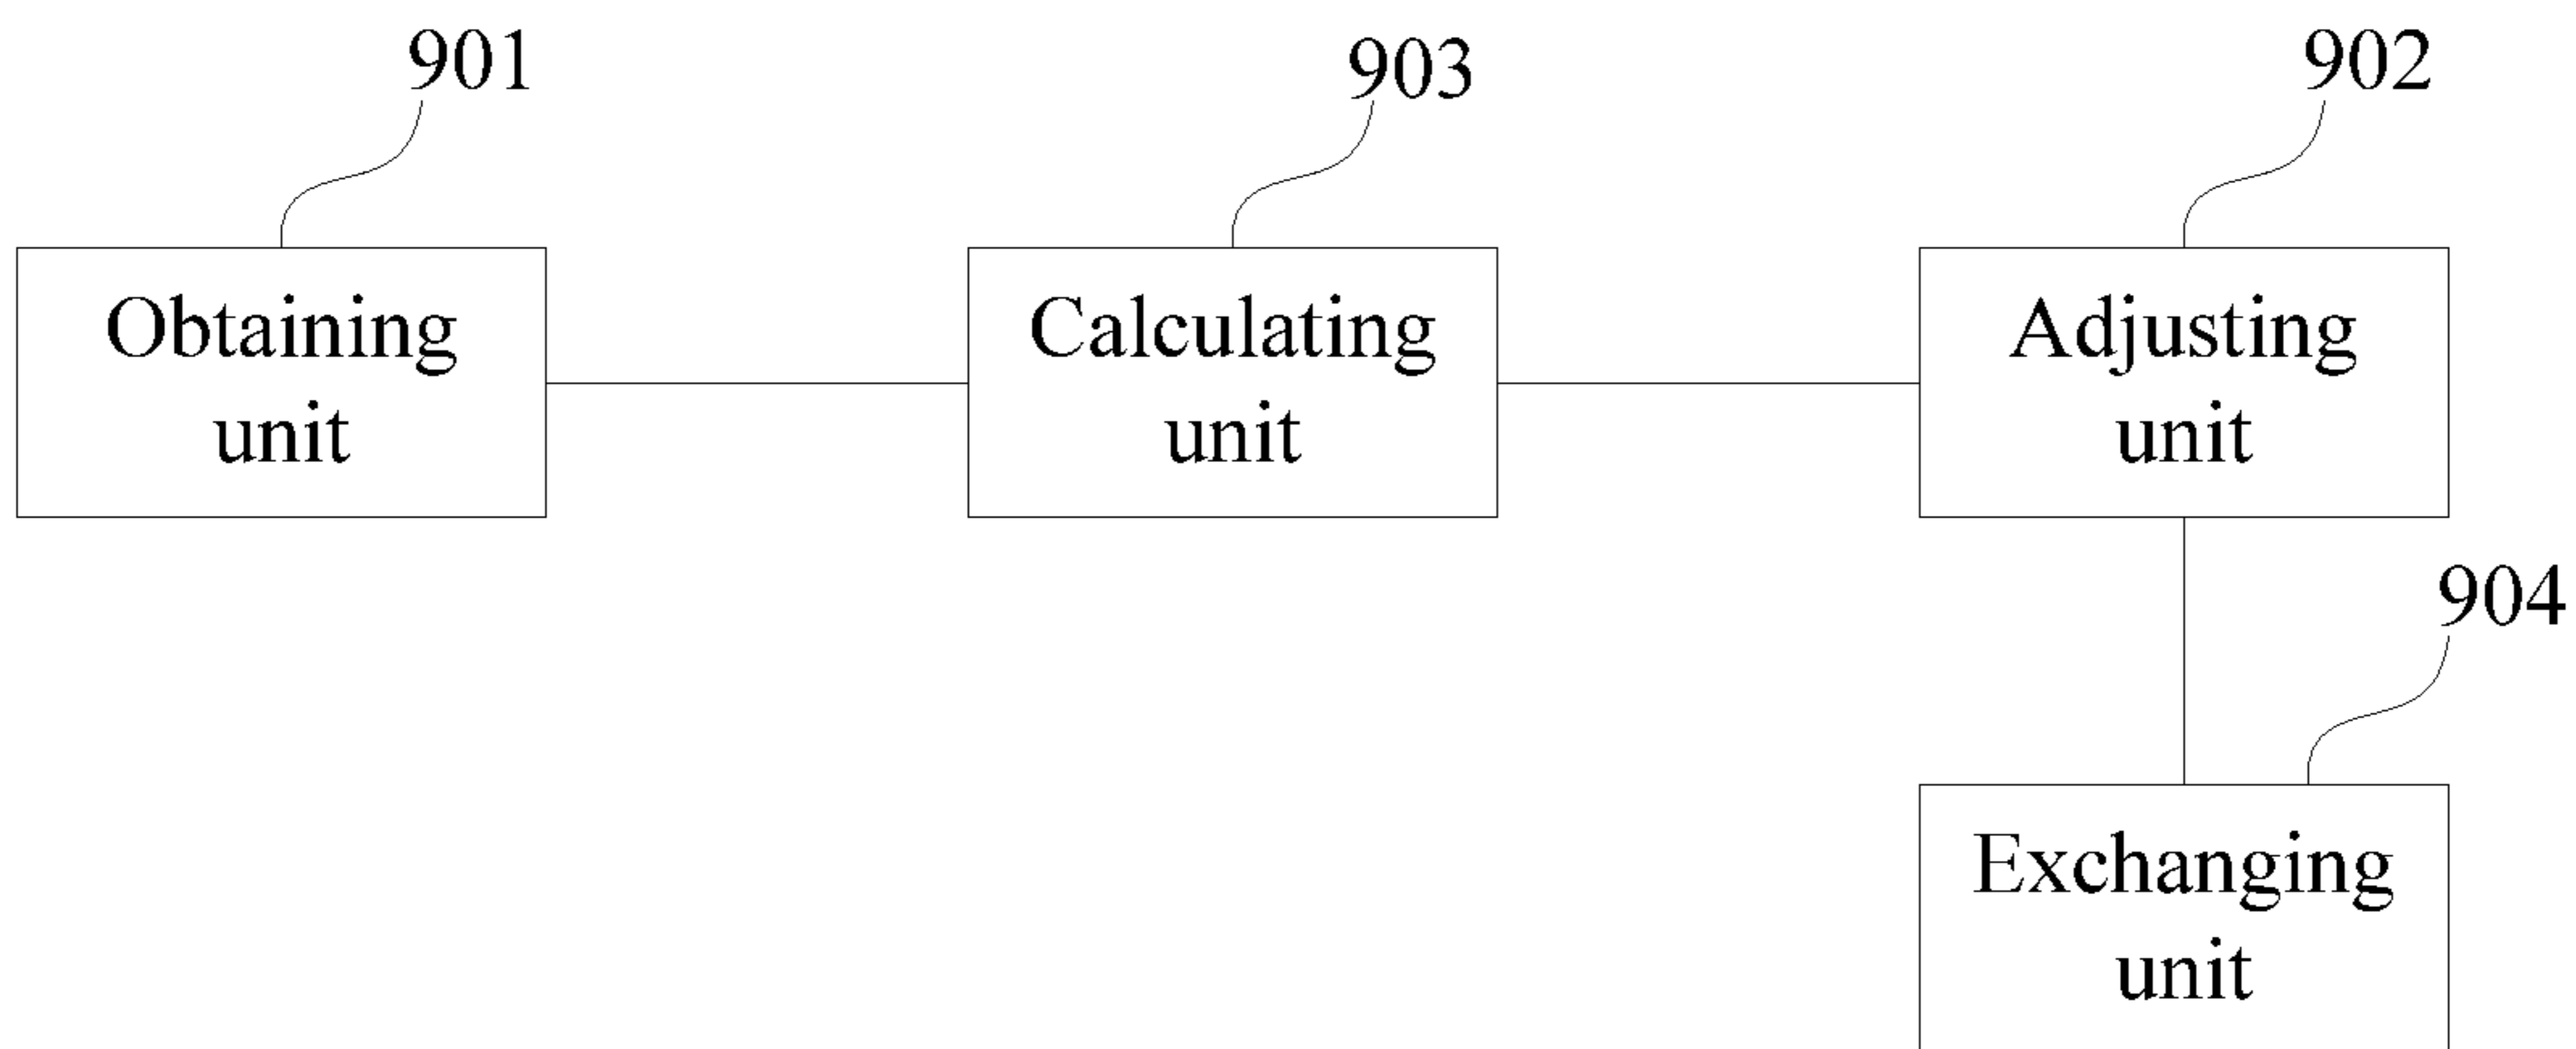 901
903
902
Obtaining
unit
Calculating
unit
Adjusting
unit
904
Exchanging
unit